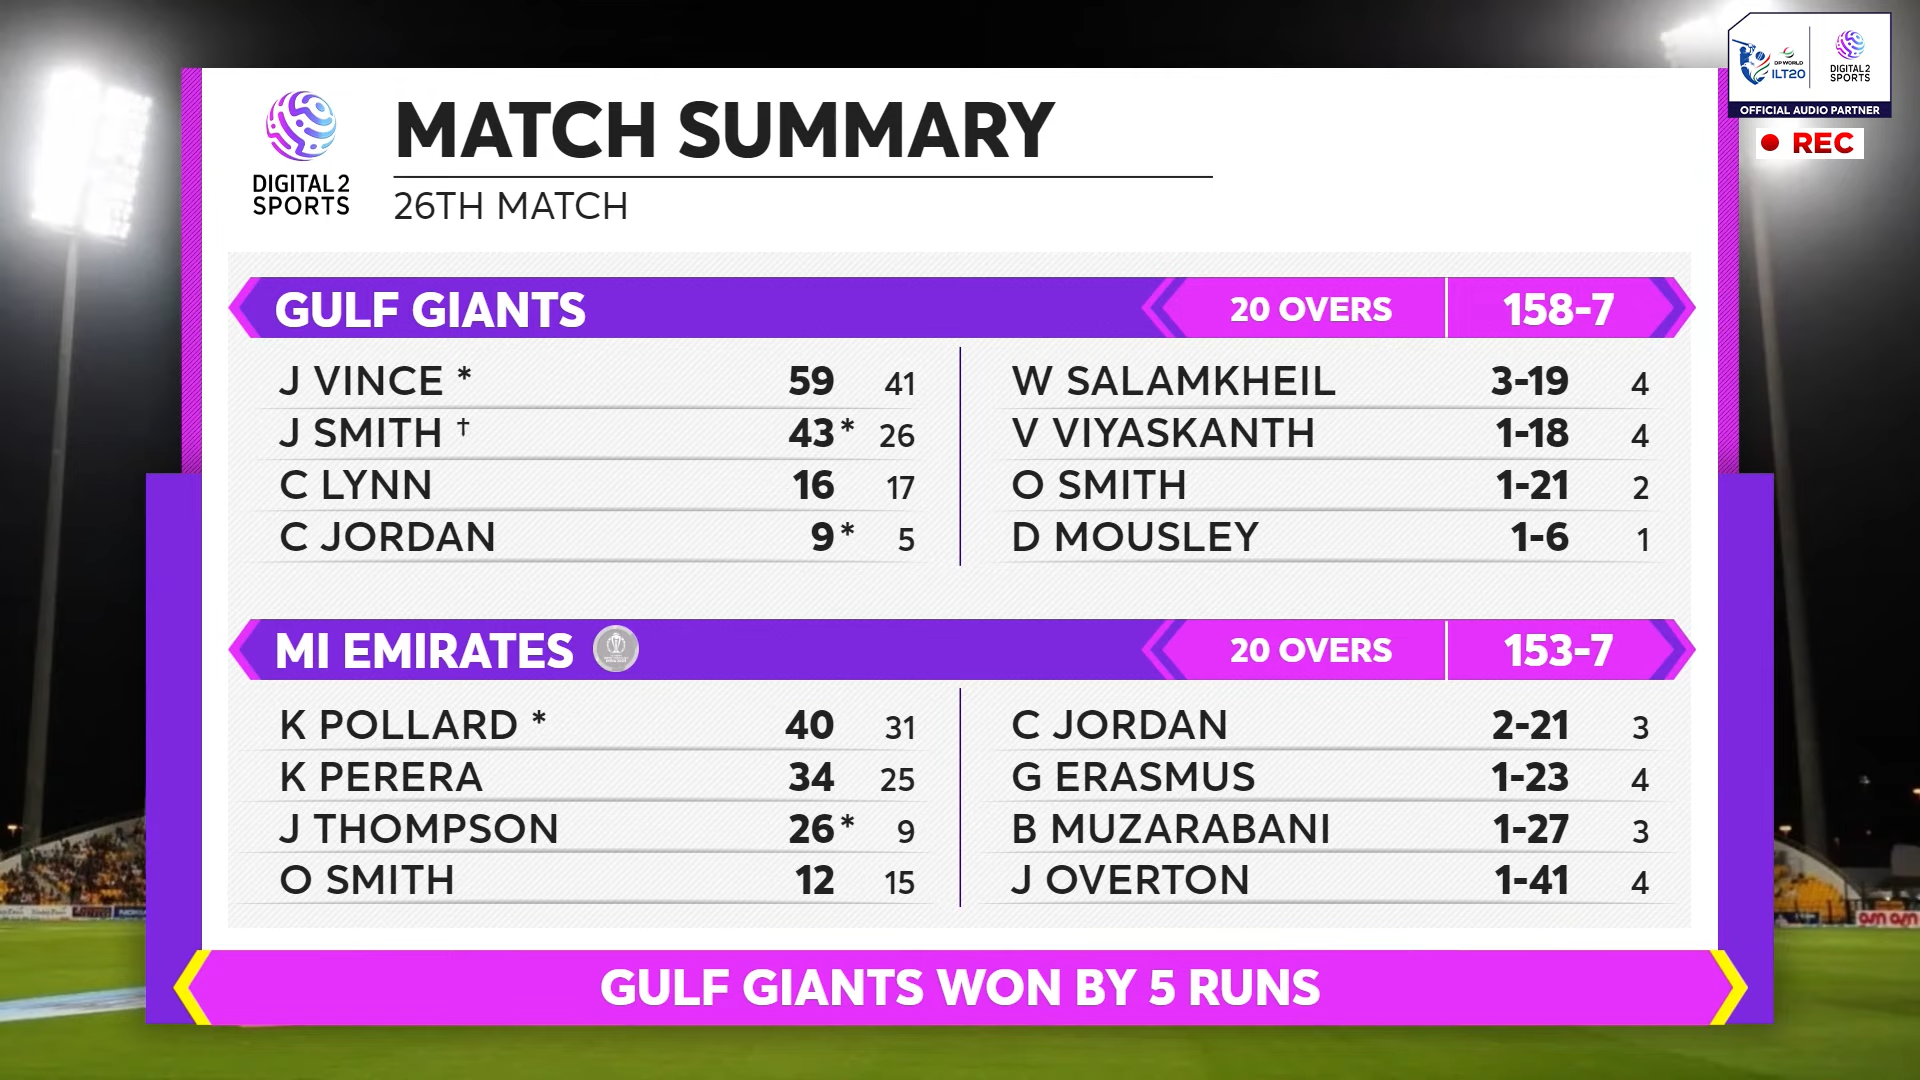 DP WORLD
ILT20
DIGITAL 2
SPORTS
OFFICIAL AUDIO PARTNER
REC
DIGITAL 2
SPORTS
MATCH SUMMARY
26TH MATCH
GULF GIANTS 20 OVERS 158-7
J VINCE * 59 41 W SALAMKHEIL 3-19 4
J SMITH † 43* 26 V VIYASKANTH 1-18 4
C LYNN 16 17 O SMITH 1-21 2
C JORDAN 9* 5 D MOUSLEY 1-6 1
MI EMIRATES 20 OVERS 153-7
K POLLARD * 40 31 C JORDAN 2-21 3
K PERERA 34 25 G ERASMUS 1-23 4
J THOMPSON 26* 9 B MUZARABANI 1-27 3
O SMITH 12 15 J OVERTON 1-41 4
GULF GIANTS WON BY 5 RUNS